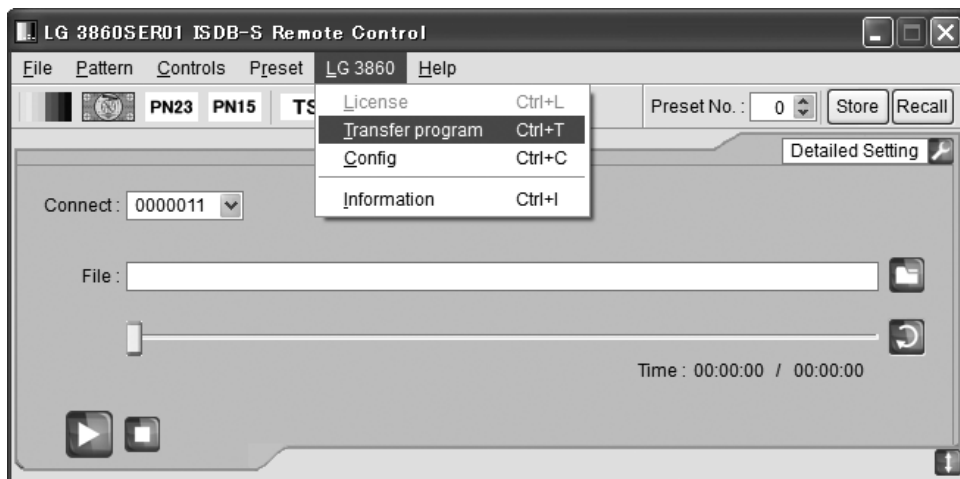 LG 3860SER01 ISDB-S Remote Control
File Pattern Controls Preset LG 3860 Help
PN23 PN15 TS
Preset No. : 0 Store Recall
License Ctrl+L
Transfer program Ctrl+T
Config Ctrl+C
Information Ctrl+I
Detailed Setting
Connect : 0000011
File :
Time : 00:00:00 / 00:00:00